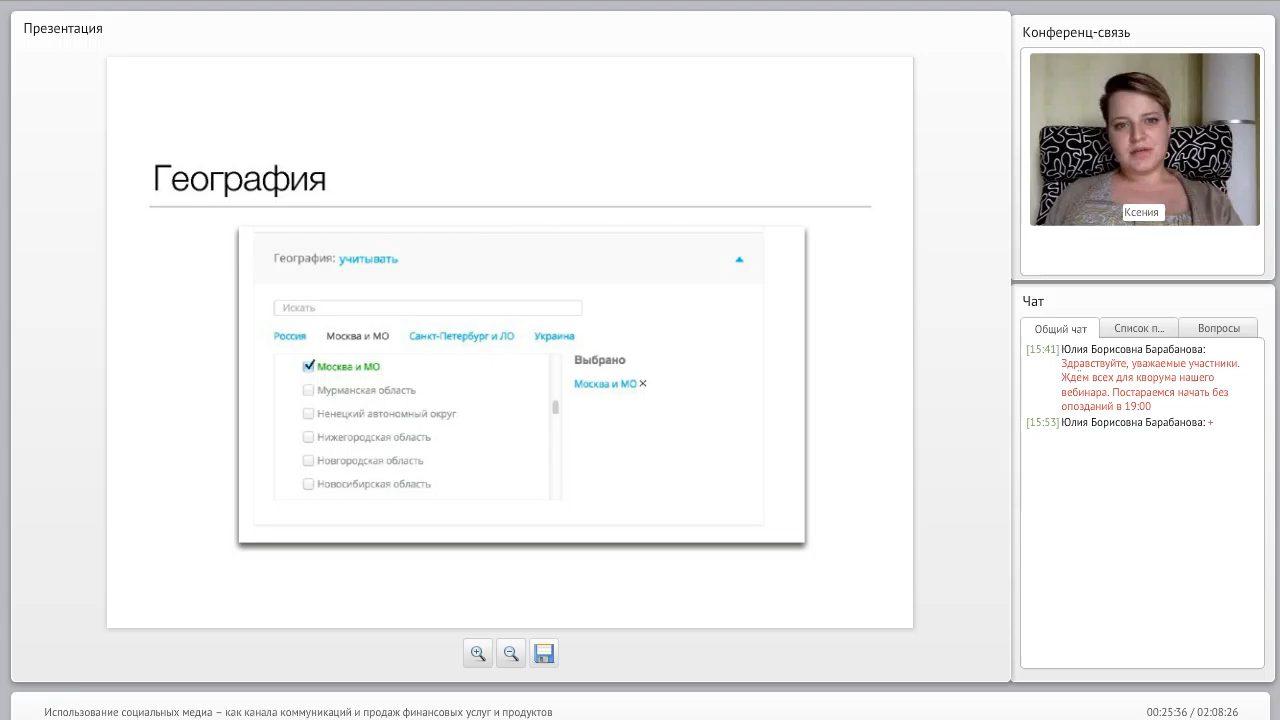 Презентация
География
География: учитывать
Искать
Россия Москва и МО Санкт-Петербург и ЛО Украина
Москва и МО
Мурманская область
Ненецкий автономный округ
Нижегородская область
Новгородская область
Новосибирская область
Выбрано
Москва и МО ✕
Конференц-связь
Ксения
Чат
Общий чат Список п... Вопросы
[15:41] Юлия Борисовна Барабанова:
Здравствуйте, уважаемые участники.
Ждём всех для кворума нашего
вебинара. Постараемся начать без
опозданий в 19:00
[15:53] Юлия Борисовна Барабанова: +
Использование социальных медиа – как канала коммуникаций и продаж финансовых услуг и продуктов
00:25:36 / 02:08:26